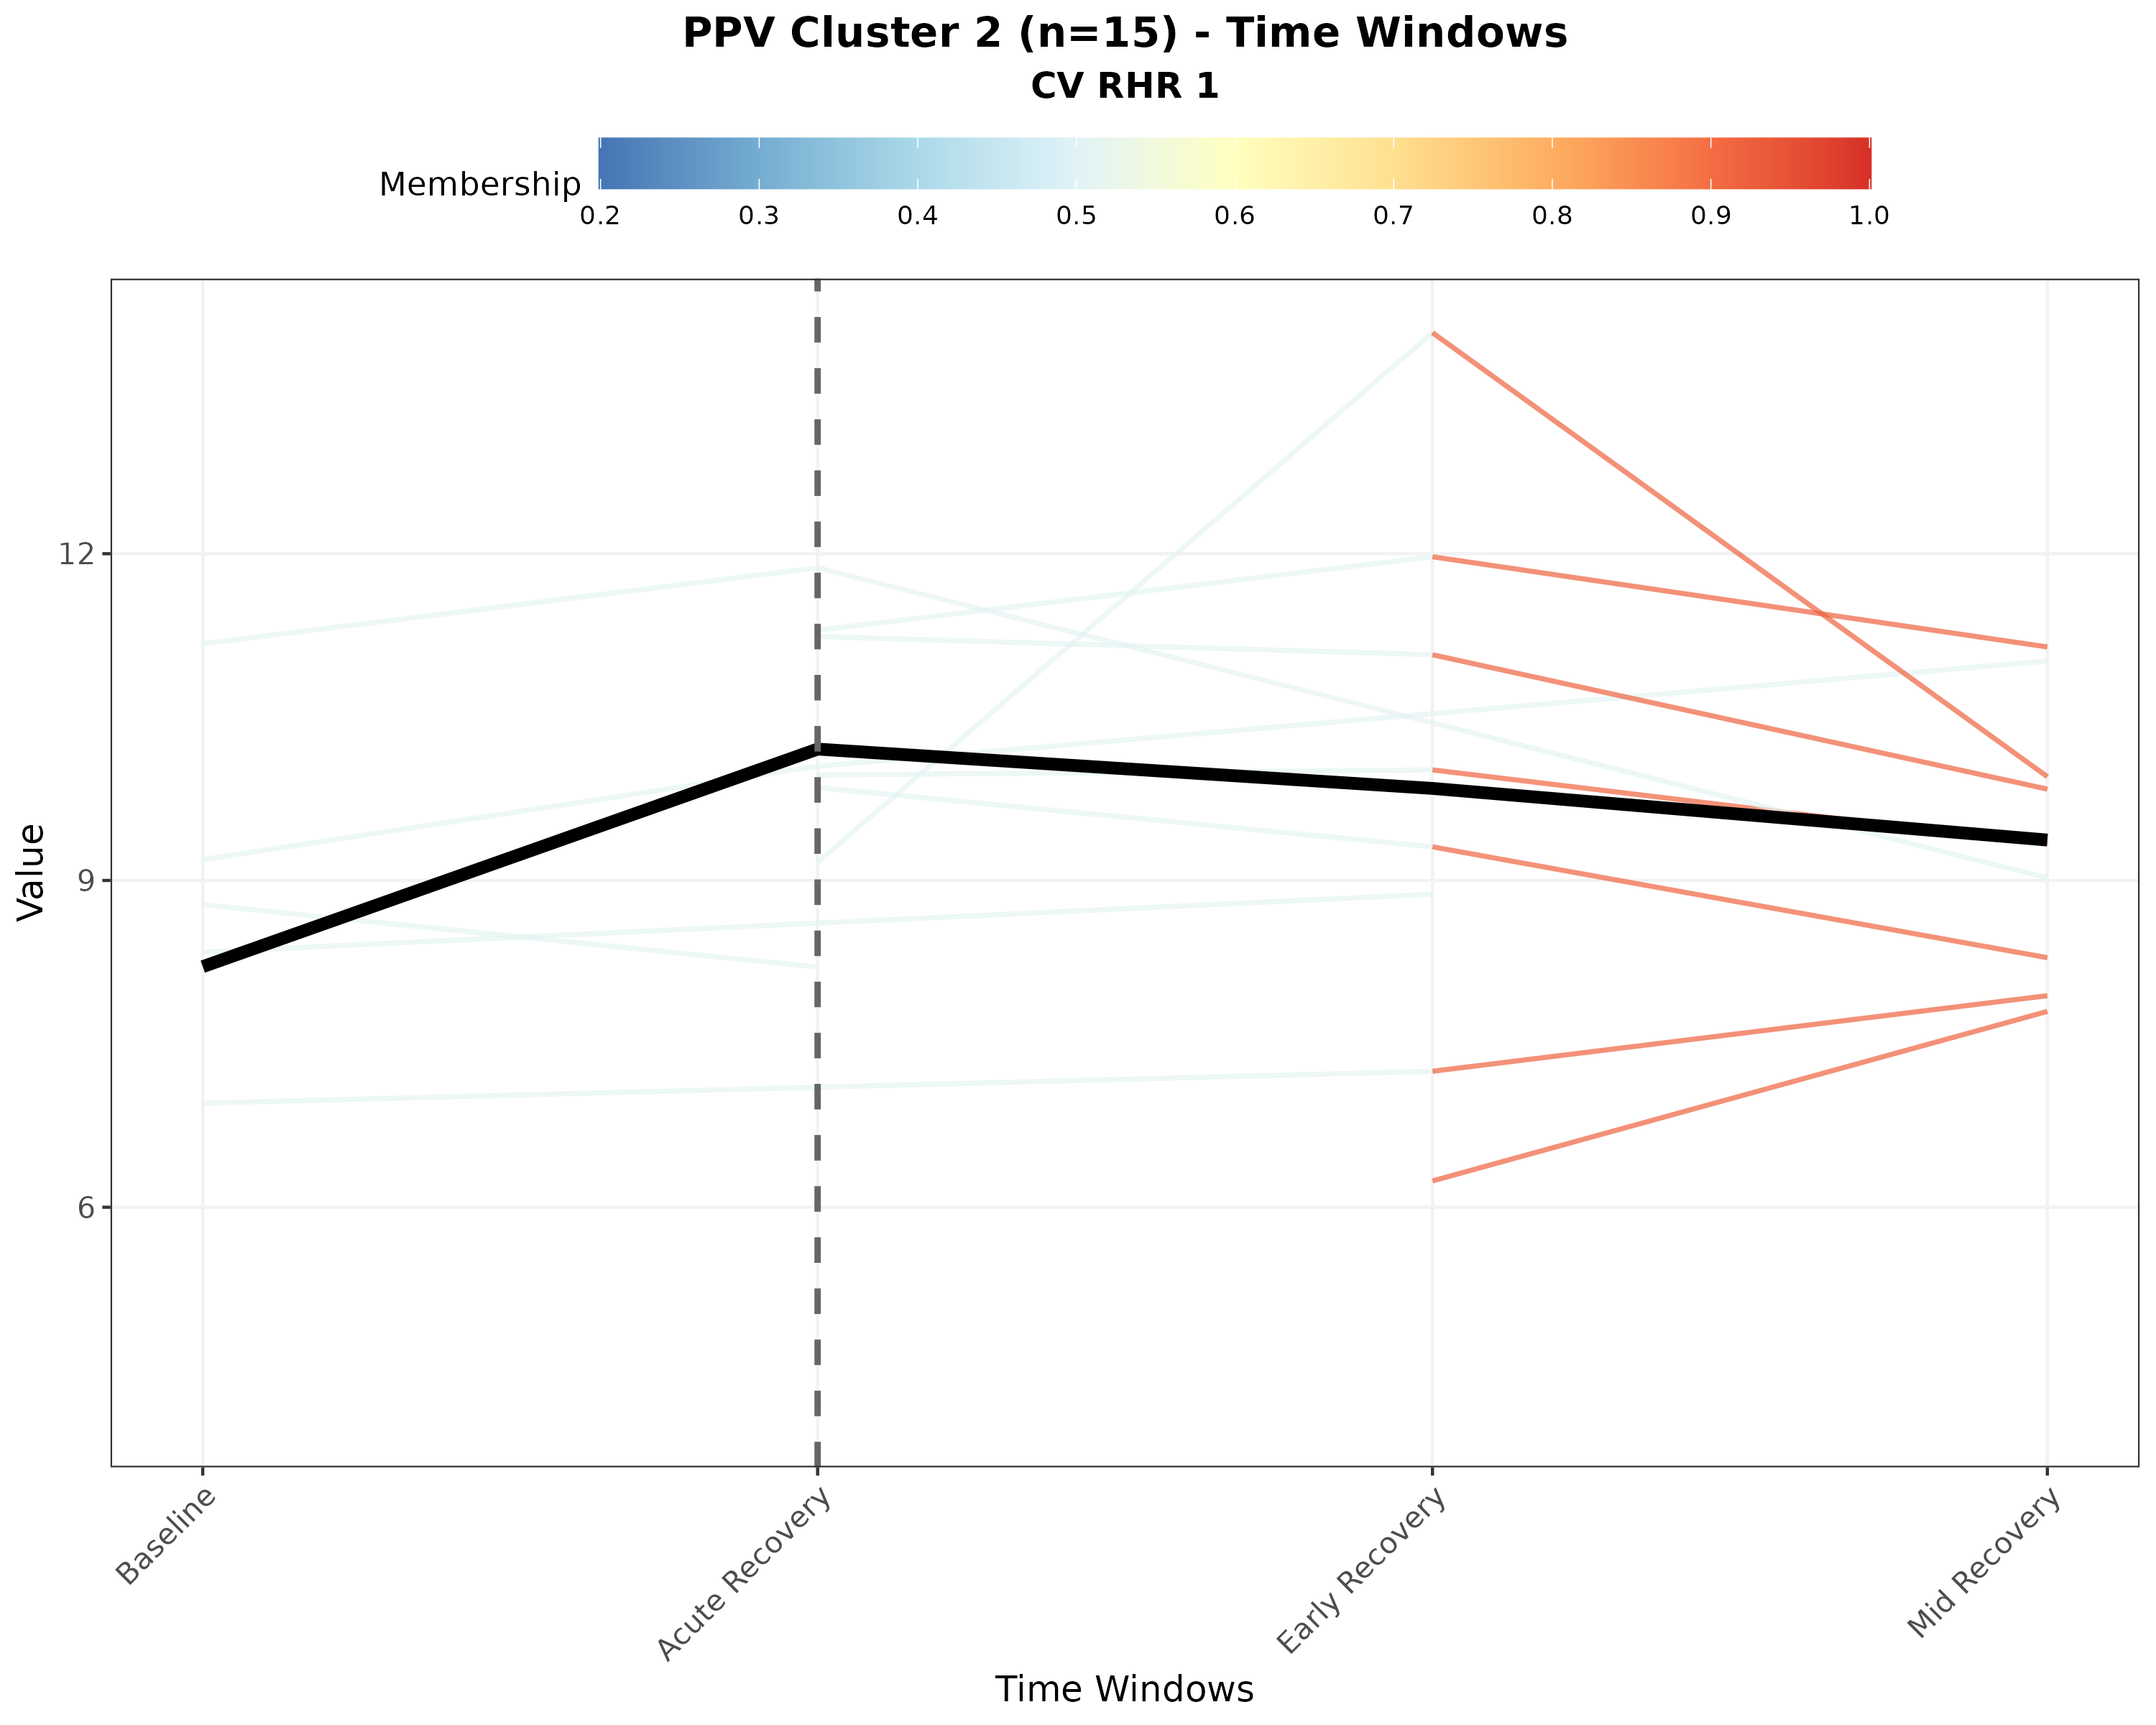 PPV Cluster 2 (n=15) - Time Windows
CV RHR 1
Membership
0.2 0.3 0.4 0.5 0.6 0.7 0.8 0.9 1.0
12
9
6
Value
Baseline
Acute Recovery
Early Recovery
Mid Recovery
Time Windows